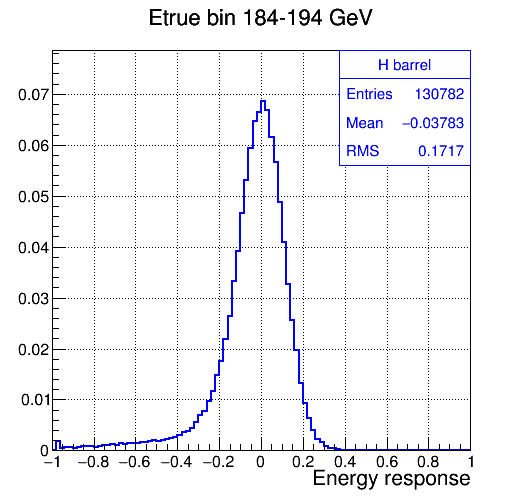 Etrue bin 184-194 GeV
H barrel
Entries 130782
Mean −0.03783
RMS 0.1717
0.07
0.06
0.05
0.04
0.03
0.02
0.01
0
−1 −0.8 −0.6 −0.4 −0.2 0 0.2 0.4 0.6 0.8 1
Energy response